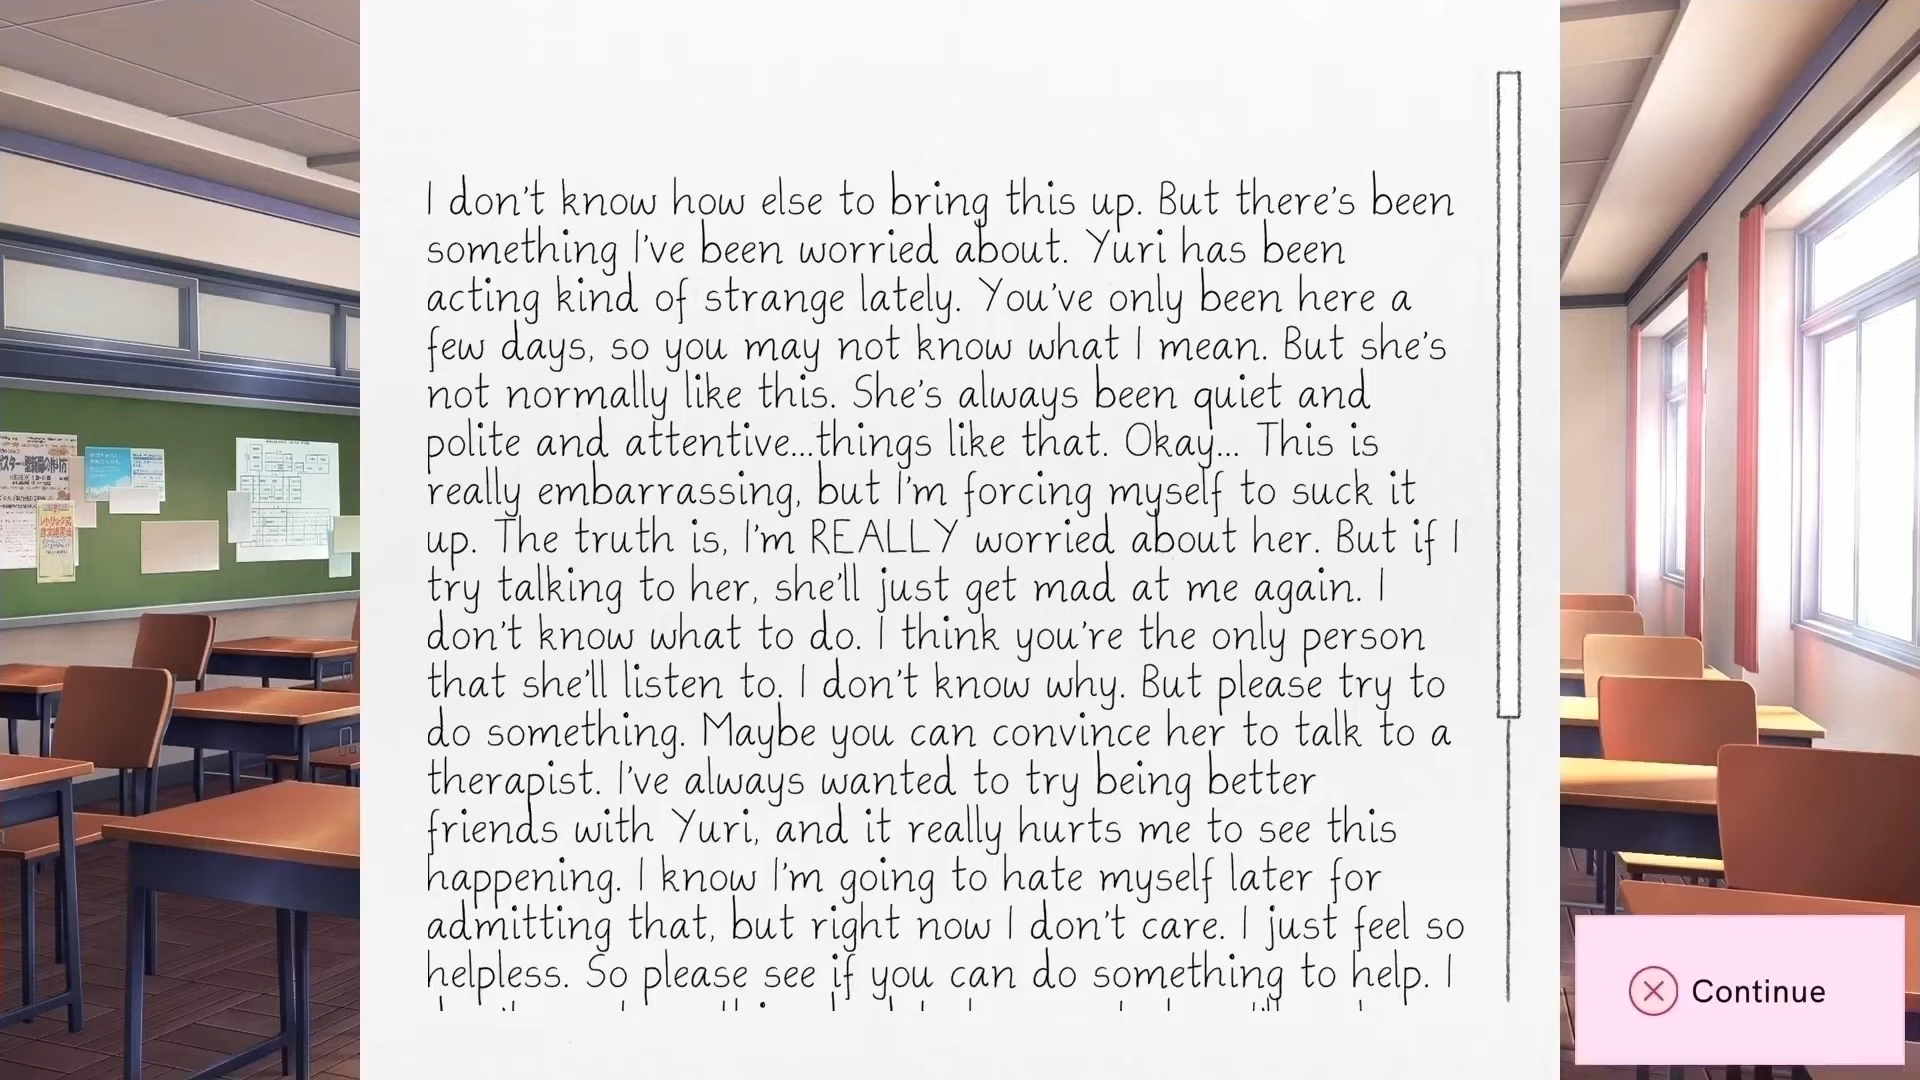 I don't know how else to bring this up. But there's been
something I've been worried about. Yuri has been
acting kind of strange lately. You've only been here a
few days, so you may not know what I mean. But she's
not normally like this. She's always been quiet and
polite and attentive...things like that. Okay... This is
really embarrassing, but I'm forcing myself to suck it
up. The truth is, I'm REALLY worried about her. But if I
try talking to her, she'll just get mad at me again. I
don't know what to do. I think you're the only person
that she'll listen to. I don't know why. But please try to
do something. Maybe you can convince her to talk to a
therapist. I've always wanted to try being better
friends with Yuri, and it really hurts me to see this
happening. I know I'm going to hate myself later for
admitting that, but right now I don't care. I just feel so
helpless. So please see if you can do something to help. I
Continue